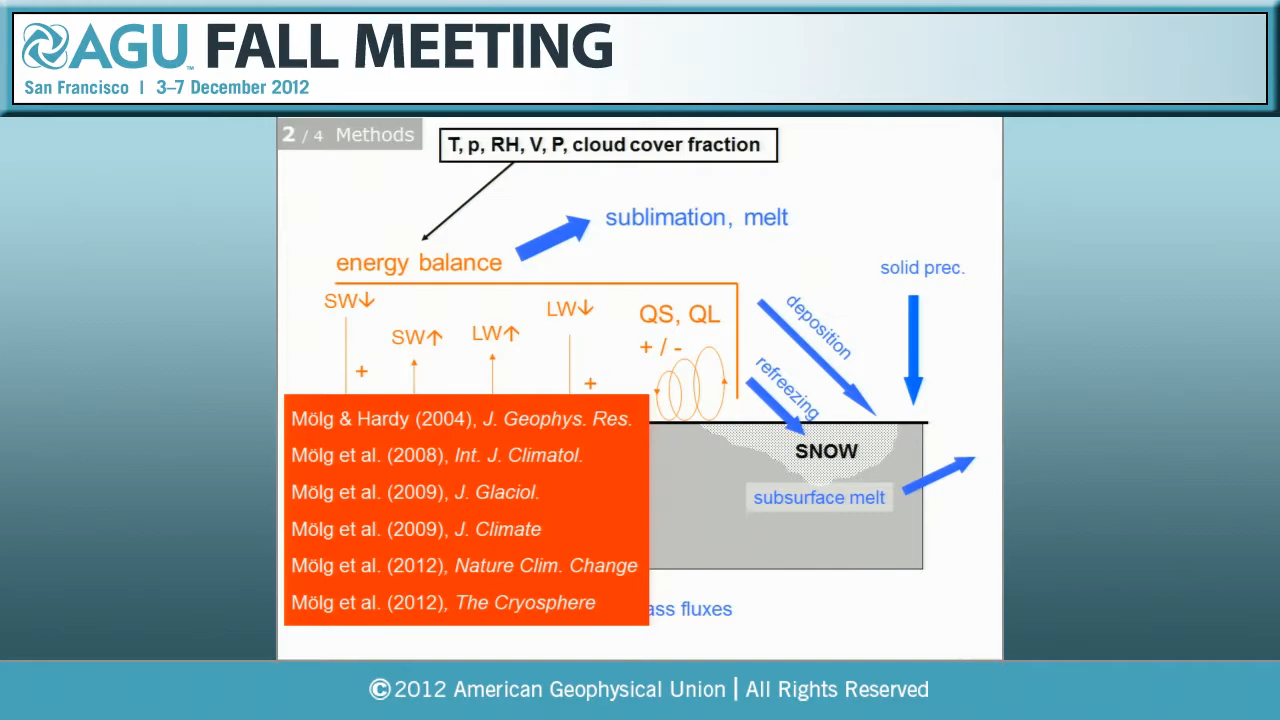 AGU FALL MEETING
San Francisco | 3–7 December 2012
2 / 4 Methods
T, p, RH, V, P, cloud cover fraction
sublimation, melt
energy balance
solid prec.
SW↓
SW↑
LW↑
LW↓
QS, QL
+ / -
+
+
deposition
refreezing
SNOW
subsurface melt
Mölg & Hardy (2004), J. Geophys. Res.
Mölg et al. (2008), Int. J. Climatol.
Mölg et al. (2009), J. Glaciol.
Mölg et al. (2009), J. Climate
Mölg et al. (2012), Nature Clim. Change
Mölg et al. (2012), The Cryosphere
ass fluxes
©2012 American Geophysical Union | All Rights Reserved